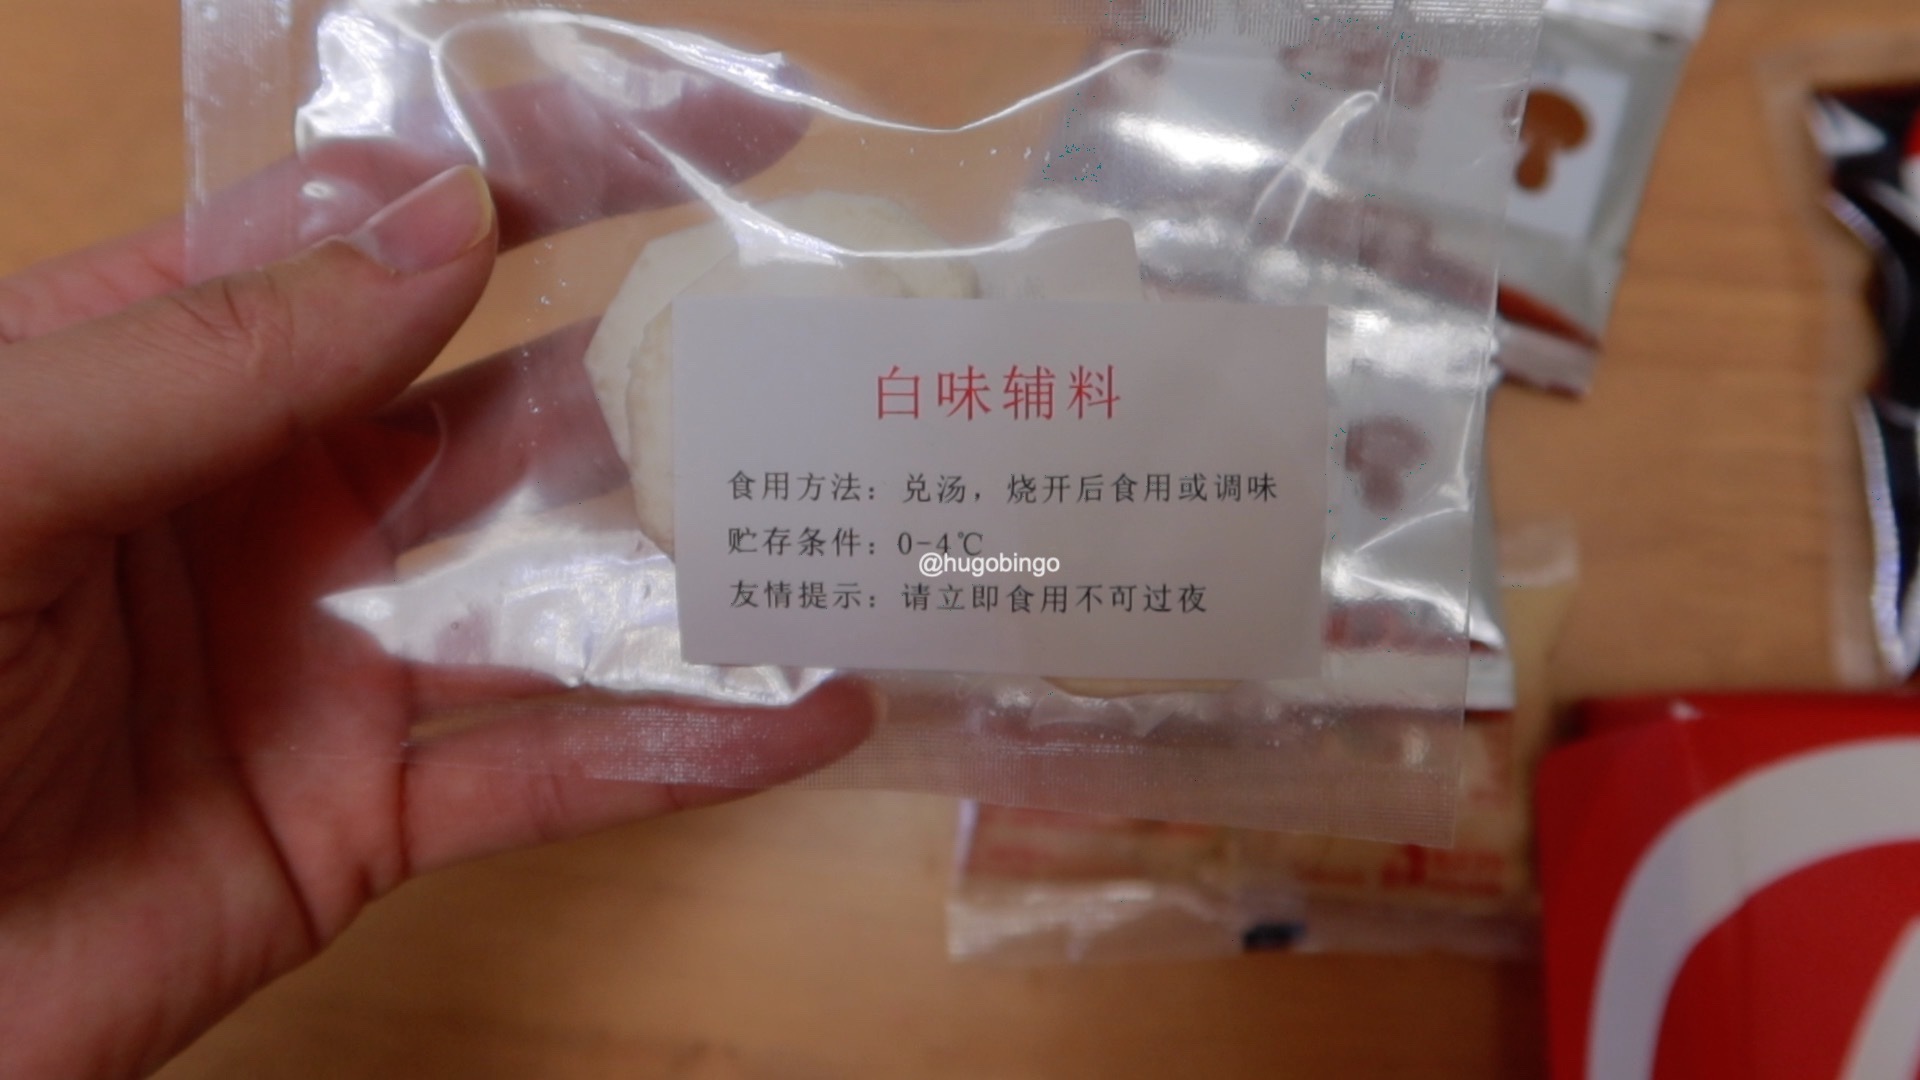 白味辅料
食用方法：兑汤，烧开后食用或调味
贮存条件：0-4℃
@hugobingo
友情提示：请立即食用不可过夜